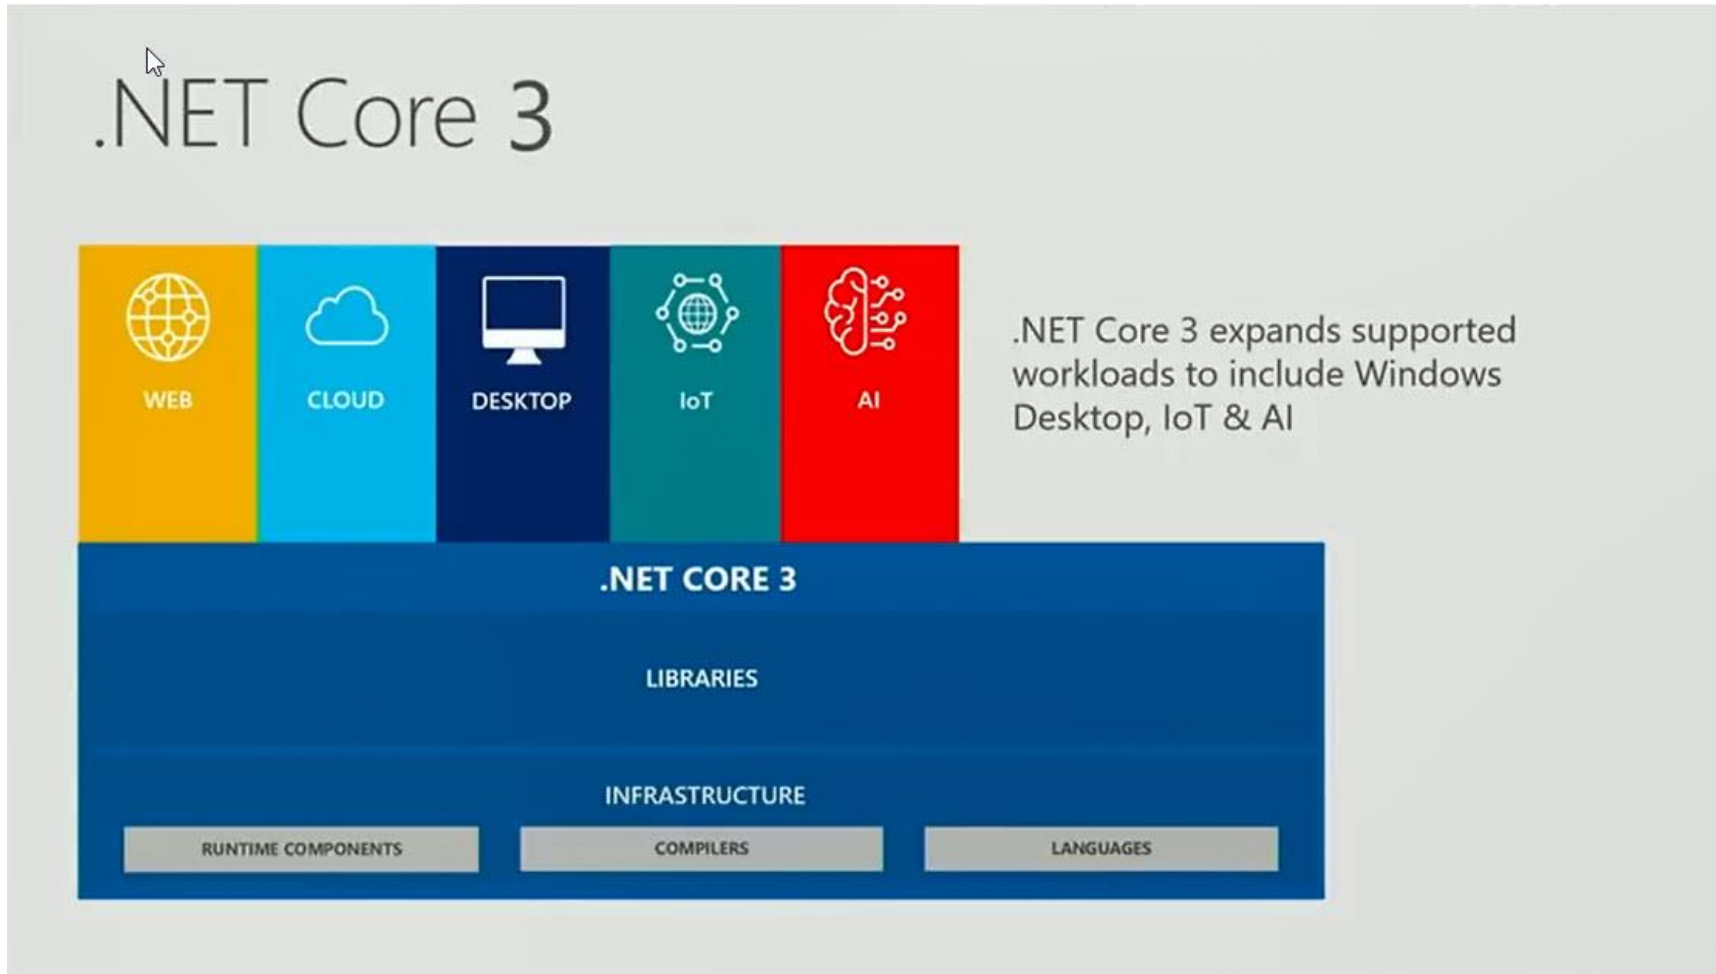 .NET Core 3
WEB
CLOUD
DESKTOP
IoT
AI
.NET Core 3 expands supported
workloads to include Windows
Desktop, IoT & AI
.NET CORE 3
LIBRARIES
INFRASTRUCTURE
RUNTIME COMPONENTS
COMPILERS
LANGUAGES